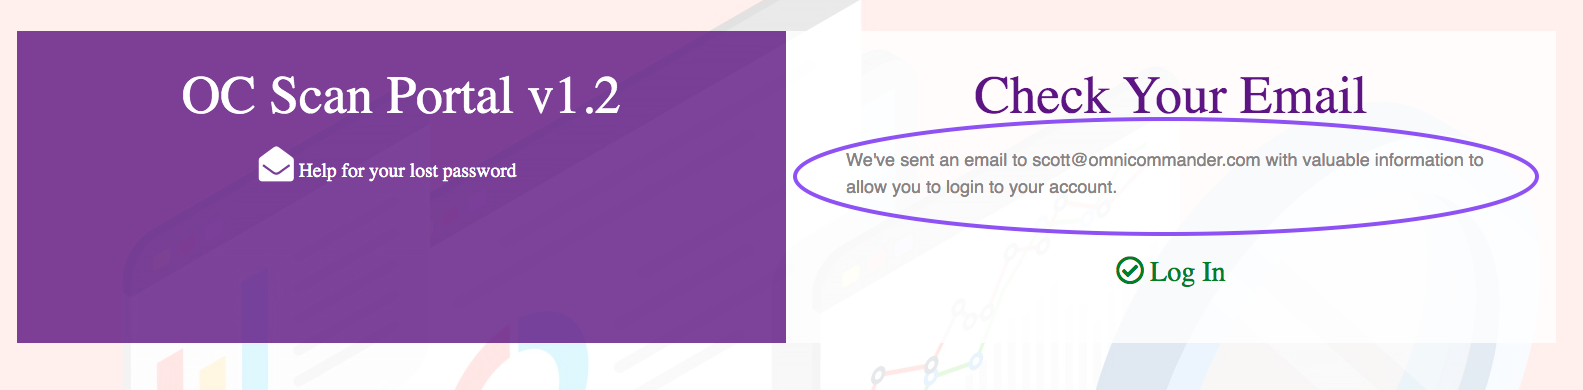 OC Scan Portal v1.2
Help for your lost password
Check Your Email
We've sent an email to scott@omnicommander.com with valuable information to
allow you to login to your account.
Log In